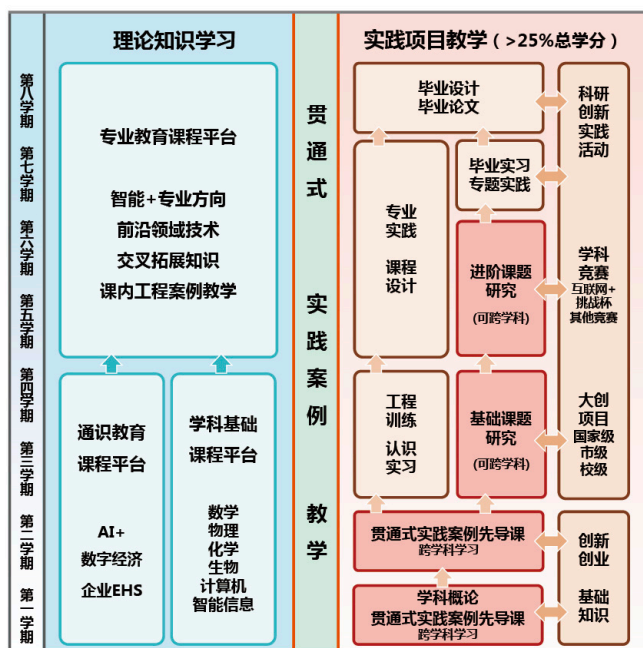 理论知识学习
实践项目教学（>25%总学分）
第八学期
第七学期
第六学期
第五学期
第四学期
第三学期
第二学期
第一学期
专业教育课程平台
智能+专业方向
前沿领域技术
交叉拓展知识
课内工程案例教学
通识教育
课程平台
AI+
数字经济
企业EHS
学科基础
课程平台
数学
物理
化学
生物
计算机
智能信息
贯通式
实践案例
教学
毕业设计
毕业论文
毕业实习
专题实践
专业
实践
课程
设计
进阶课题
研究
(可跨学科)
工程
训练
认识
实习
基础课题
研究
(可跨学科)
贯通式实践案例先导课
跨学科学习
学科概论
贯通式实践案例先导课
跨学科学习
科研
创新
实践
活动
学科
竞赛
互联网+
挑战杯
其他竞赛
大创
项目
国家级
市级
校级
创新
创业
基础
知识